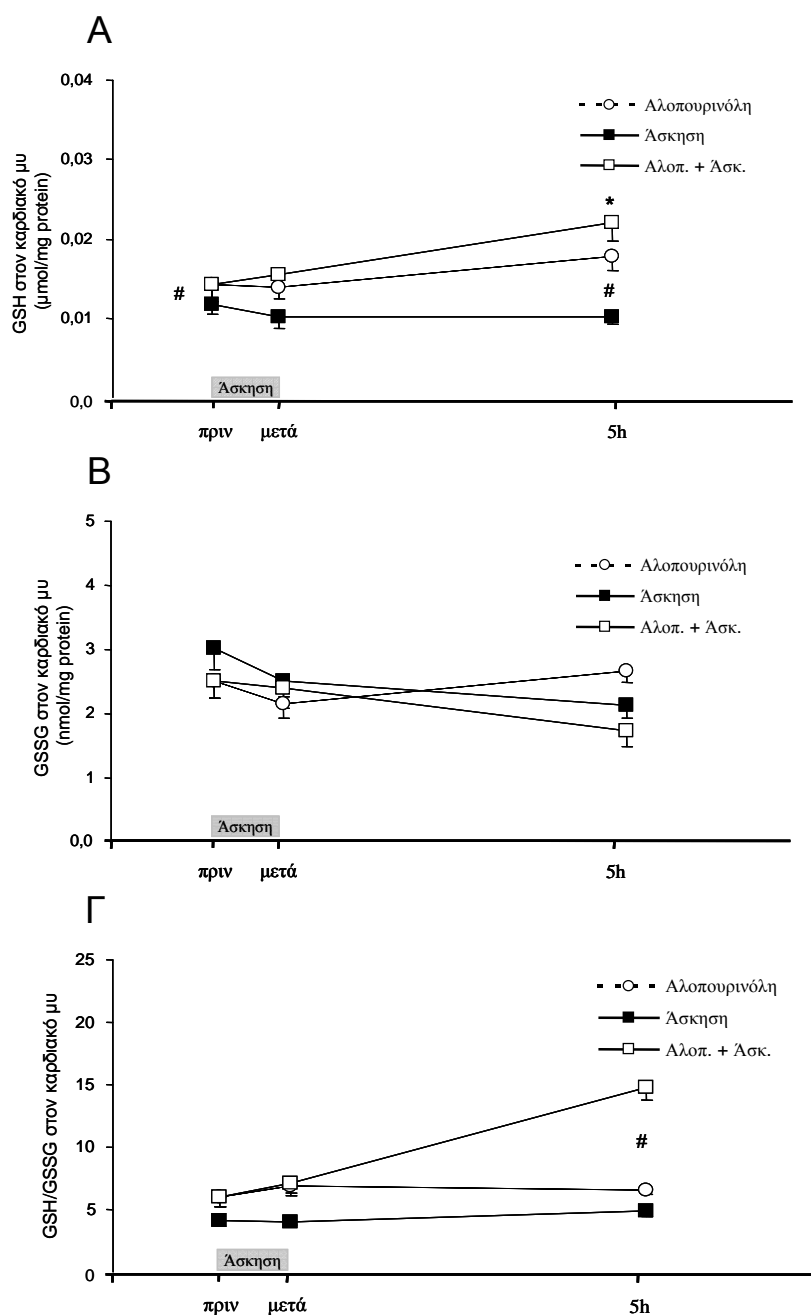 A
0,04
0,03
0,02
0,01
0,0
GSH στον καρδιακό μυ
(μmol/mg protein)
Αλοπουρινόλη
Άσκηση
Αλοπ. + Άσκ.
*
#
#
Άσκηση
πριν μετά 5h
B
5
4
3
2
1
0,0
GSSG στον καρδιακό μυ
(nmol/mg protein)
Αλοπουρινόλη
Άσκηση
Αλοπ. + Άσκ.
Άσκηση
πριν μετά 5h
Γ
25
20
15
10
5
0
GSH/GSSG στον καρδιακό μυ
Αλοπουρινόλη
Άσκηση
Αλοπ. + Άσκ.
#
Άσκηση
πριν μετά 5h